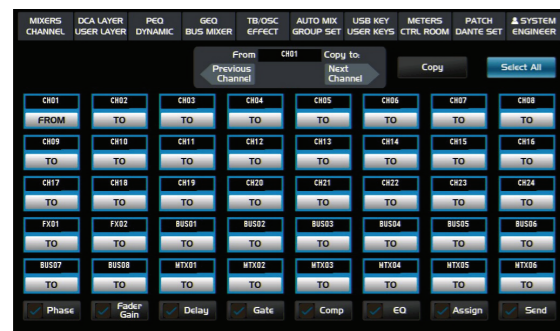 MIXERS DCA LAYER PEQ GEQ TB/OSC AUTO MIX USB KEY METERS PATCH SYSTEM
CHANNEL USER LAYER DYNAMIC BUS MIXER EFFECT GROUP SET USER KEYS CTRL ROOM DANTE SET ENGINEER
From CH01 Copy to:
Previous Channel Next Channel Copy Select All
CH01 CH02 CH03 CH04 CH05 CH06 CH07 CH08
FROM TO TO TO TO TO TO TO
CH09 CH10 CH11 CH12 CH13 CH14 CH15 CH16
TO TO TO TO TO TO TO TO
CH17 CH18 CH19 CH20 CH21 CH22 CH23 CH24
TO TO TO TO TO TO TO TO
FX01 FX02 BUS01 BUS02 BUS03 BUS04 BUS05 BUS06
TO TO TO TO TO TO TO TO
BUS07 BUS08 MTX01 MTX02 MTX03 MTX04 MTX05 MTX06
TO TO TO TO TO TO TO TO
Phase Fader Gain Delay Gate Comp EQ Assign Send